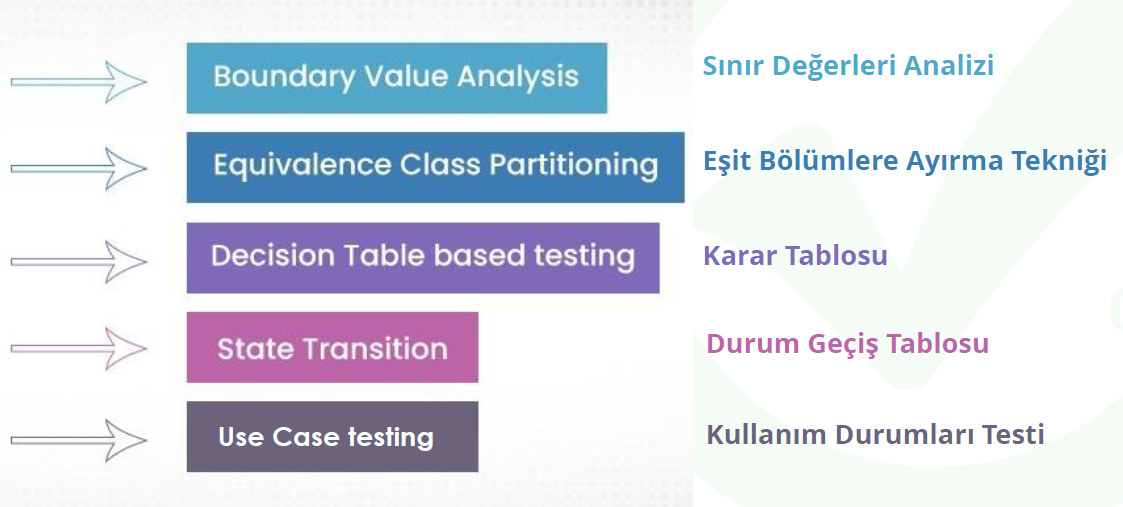 Boundary Value Analysis
Sınır Değerleri Analizi
Equivalence Class Partitioning
Eşit Bölümlere Ayırma Tekniği
Decision Table based testing
Karar Tablosu
State Transition
Durum Geçiş Tablosu
Use Case testing
Kullanım Durumları Testi